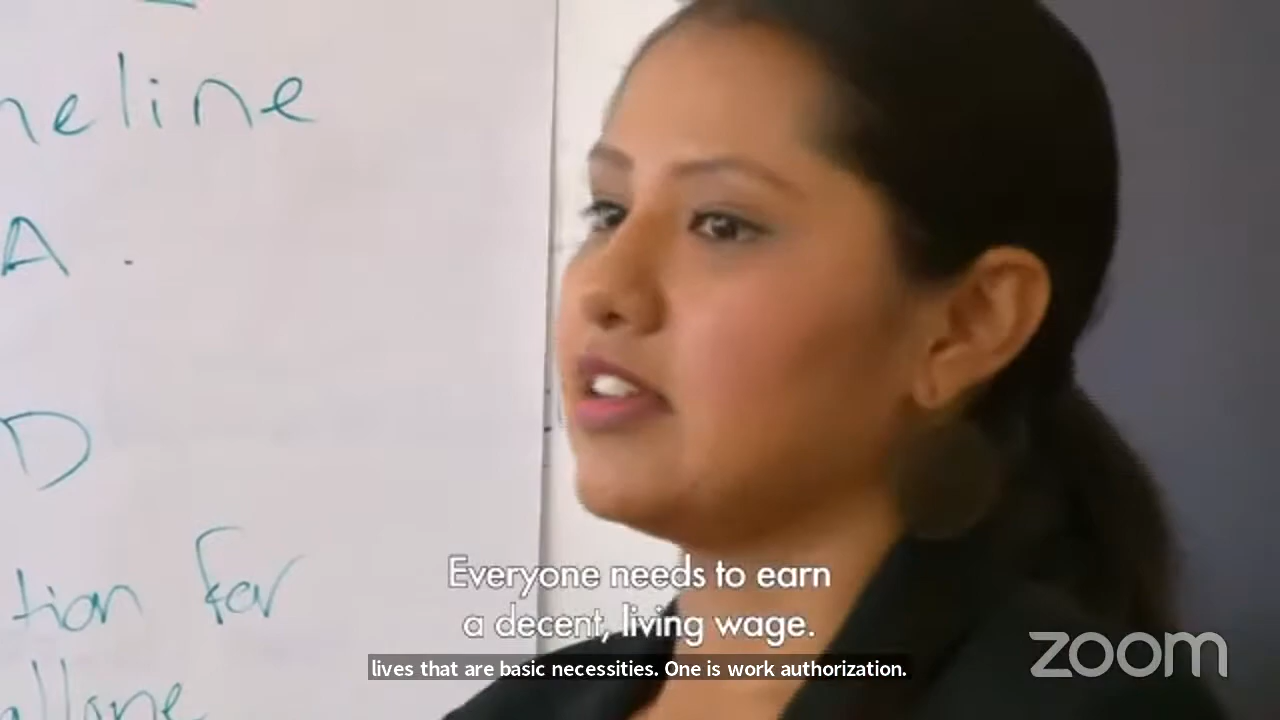 neline
A.
D
tion for
Everyone needs to earn
a decent, living wage.
lives that are basic necessities. One is work authorization.
zoom